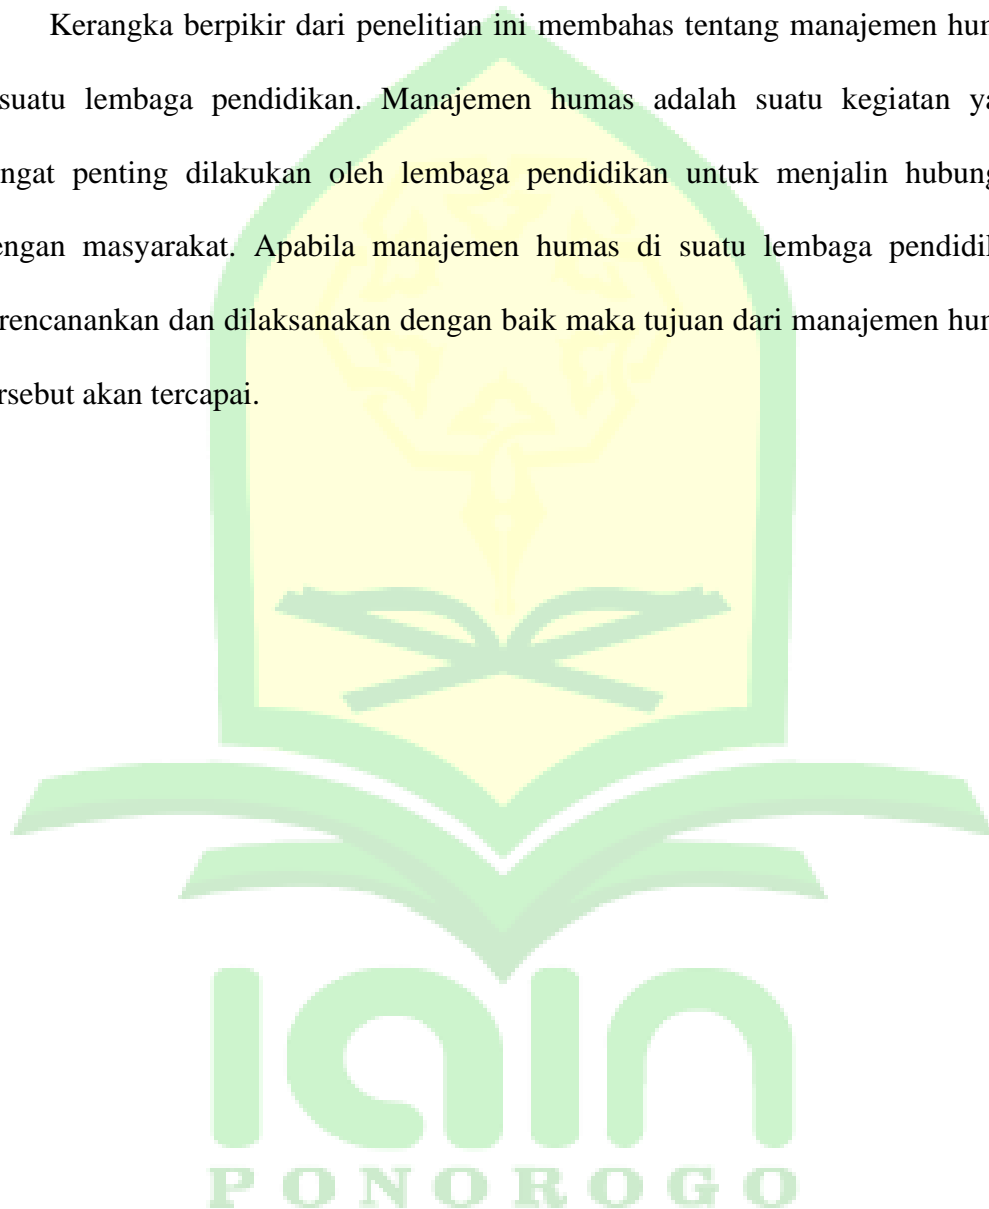 Kerangka berpikir dari penelitian ini membahas tentang manajemen hum
suatu lembaga pendidikan. Manajemen humas adalah suatu kegiatan ya
ngat penting dilakukan oleh lembaga pendidikan untuk menjalin hubung
engan masyarakat. Apabila manajemen humas di suatu lembaga pendidik
rencanankan dan dilaksanakan dengan baik maka tujuan dari manajemen hum
rsebut akan tercapai.
iain
PONOROGO